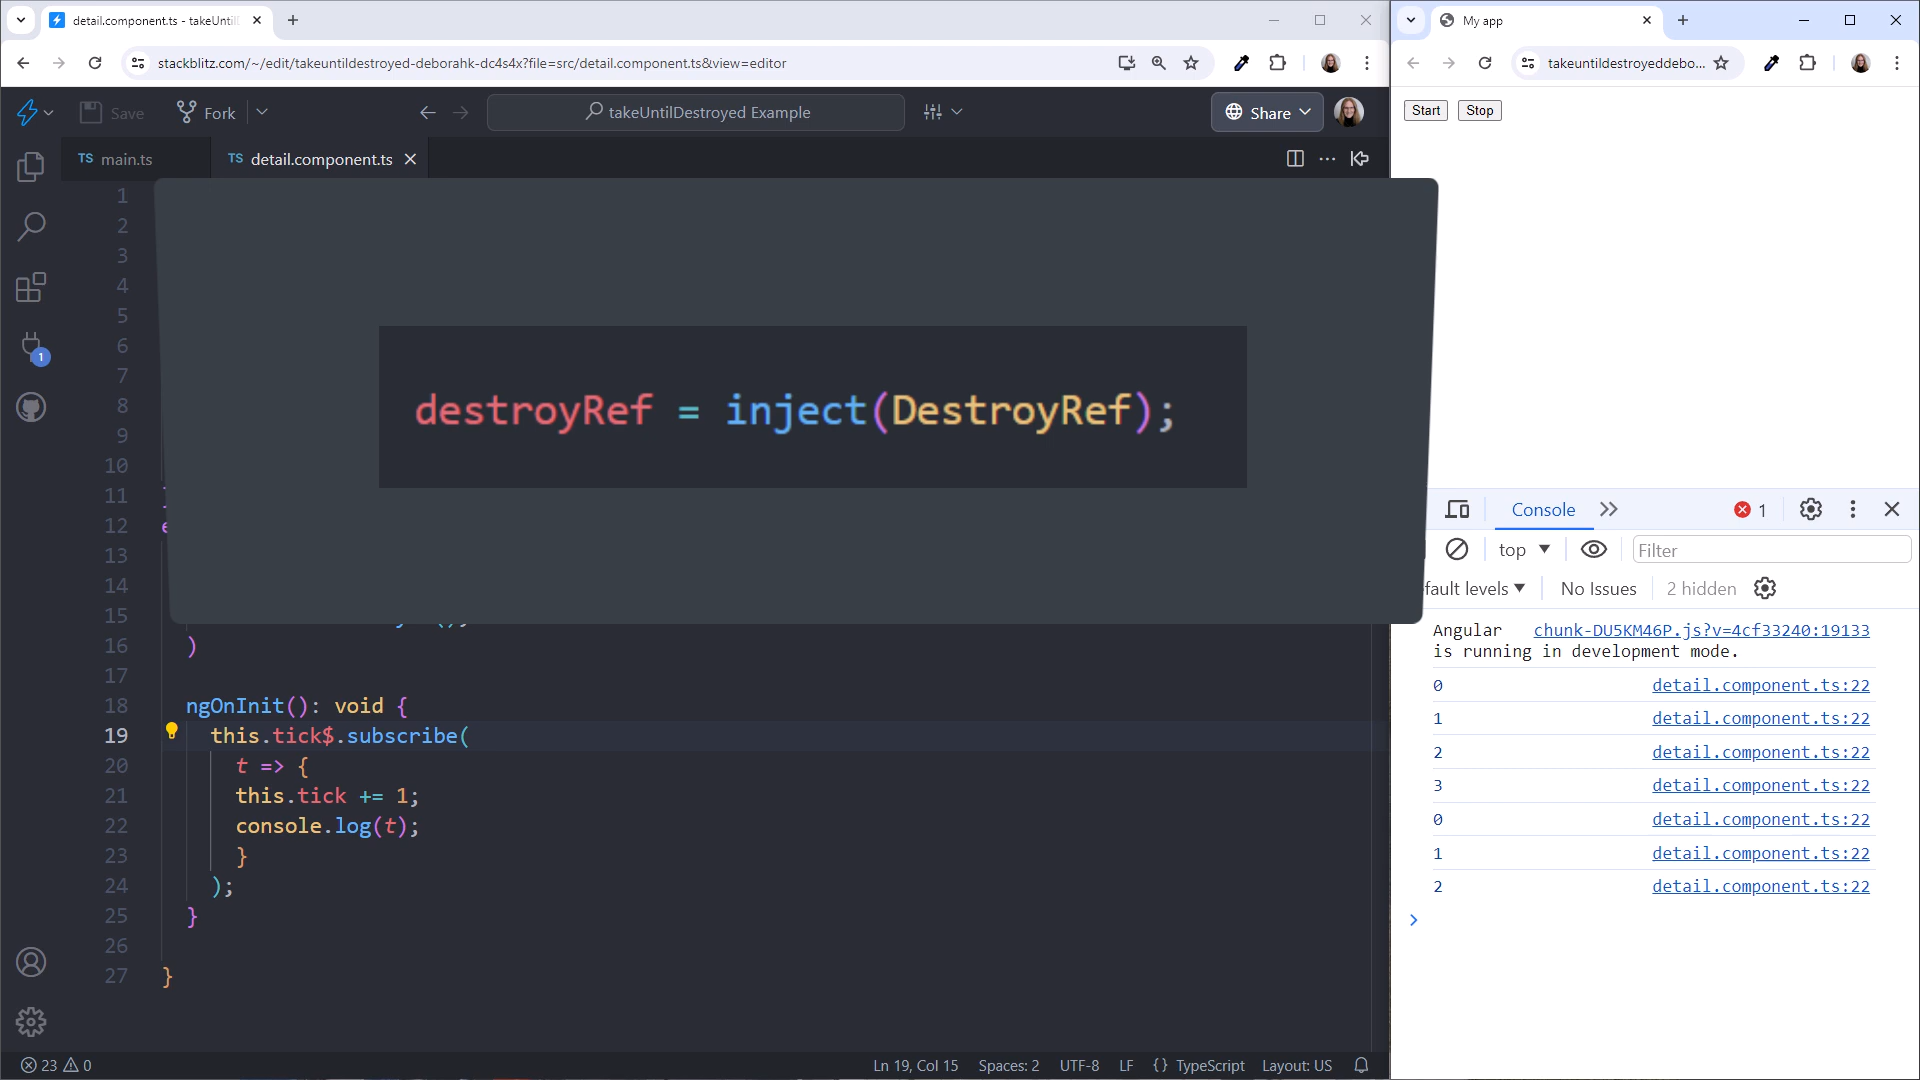 detail.component.ts - takeUntil
stackblitz.com/~/edit/takeuntildestroyed-deborahk-dc4s4x?file=src/detail.component.ts&view=editor
Save
Fork
takeUntilDestroyed Example
Share
TS main.ts
TS detail.component.ts
1
2
3
4
5
6
7
8
9
10
11
12
13
14
15
16 )
17
18 ngOnInit(): void {
19 this.tick$.subscribe(
20 t => {
21 this.tick += 1;
22 console.log(t);
23 }
24 );
25 }
26
27 }
destroyRef = inject(DestroyRef);
1
23
0
Ln 19, Col 15
Spaces: 2
UTF-8
LF
{} TypeScript
Layout: US
My app
takeuntildestroyeddebo...
Start
Stop
Console
1
top
Filter
fault levels
No Issues
2 hidden
Angular chunk-DU5KM46P.js?v=4cf33240:19133
is running in development mode.
0 detail.component.ts:22
1 detail.component.ts:22
2 detail.component.ts:22
3 detail.component.ts:22
0 detail.component.ts:22
1 detail.component.ts:22
2 detail.component.ts:22